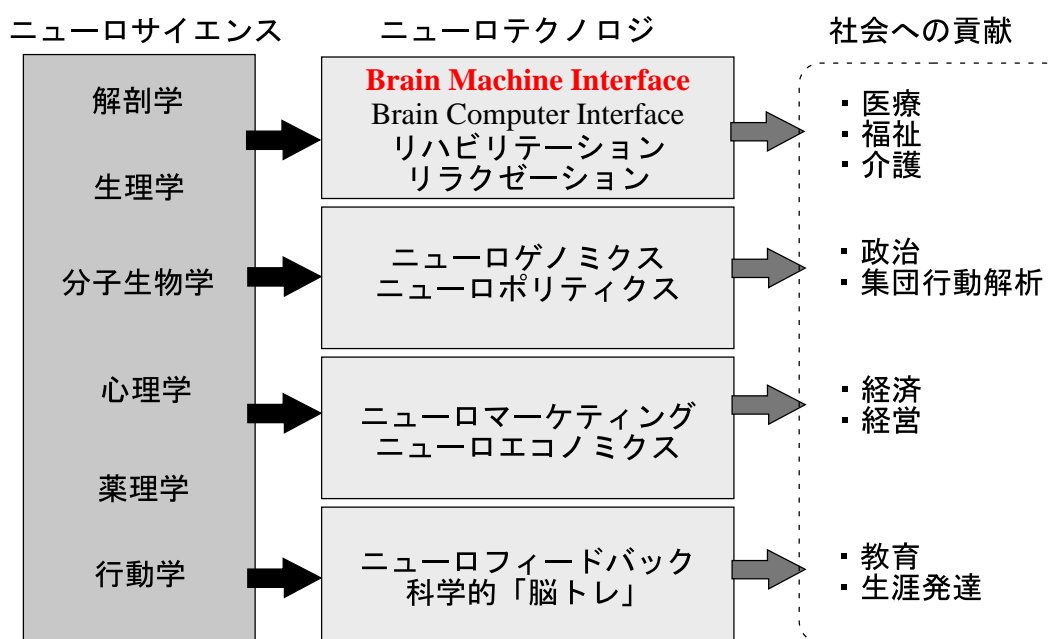 ニューロサイエンス
ニューロテクノロジ
社会への貢献
解剖学
生理学
分子生物学
心理学
薬理学
行動学
Brain Machine Interface
Brain Computer Interface
リハビリテーション
リラクゼーション
ニューロゲノミクス
ニューロポリティクス
ニューロマーケティング
ニューロエコノミクス
ニューロフィードバック
科学的「脳トレ」
・医療
・福祉
・介護
・政治
・集団行動解析
・経済
・経営
・教育
・生涯発達